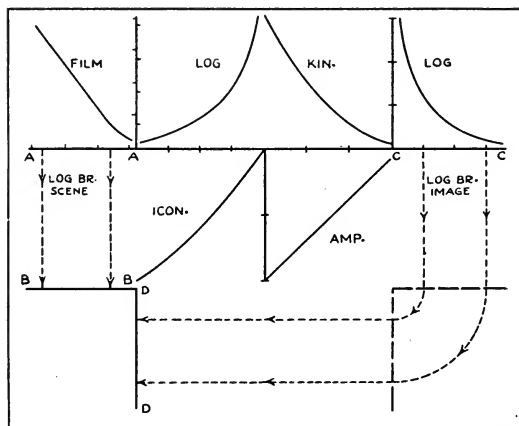 FILM
LOG
KIN.
LOG
A
A
C
C
LOG BR.
SCENE
LOG BR.
IMAGE
ICON.
AMP.
B
B
D
D